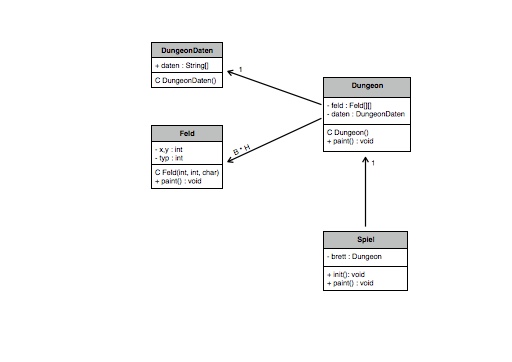 DungeonDaten
+ daten : String[]
C DungeonDaten()
1
Dungeon
- feld : Feld[][]
- daten : DungeonDaten
C Dungeon()
+ paint() : void
Feld
- x,y : int
- typ : int
C Feld(int, int, char)
+ paint() : void
B * H
1
Spiel
- brett : Dungeon
+ init(): void
+ paint() : void